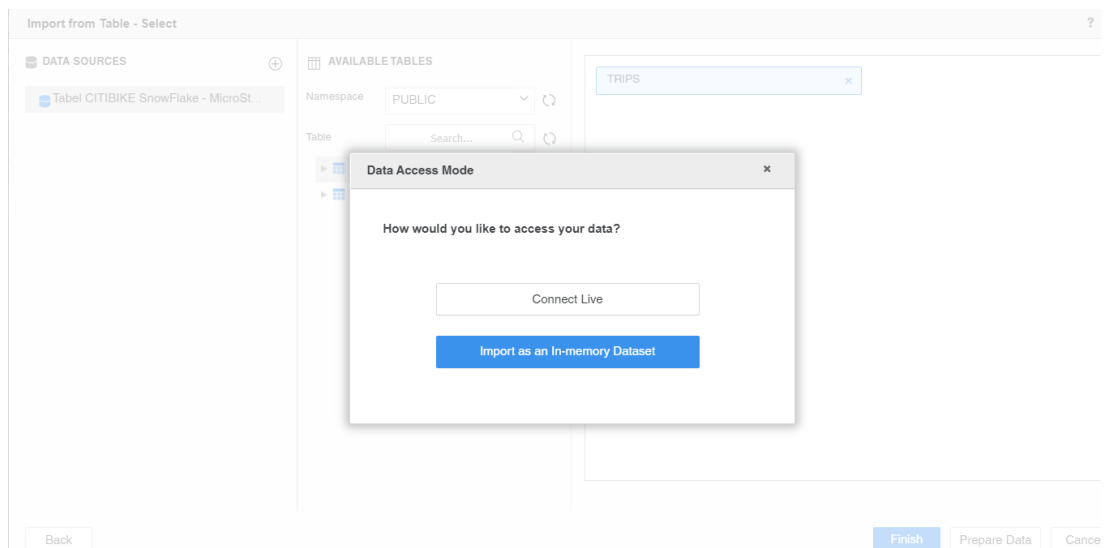 Import from Table - Select
?
DATA SOURCES
Tabel CITIBIKE SnowFlake - MicroSt...
AVAILABLE TABLES
Namespace
PUBLIC
Table
Search...
TRIPS
×
Data Access Mode
×
How would you like to access your data?
Connect Live
Import as an In-memory Dataset
Back
Finish
Prepare Data
Cance